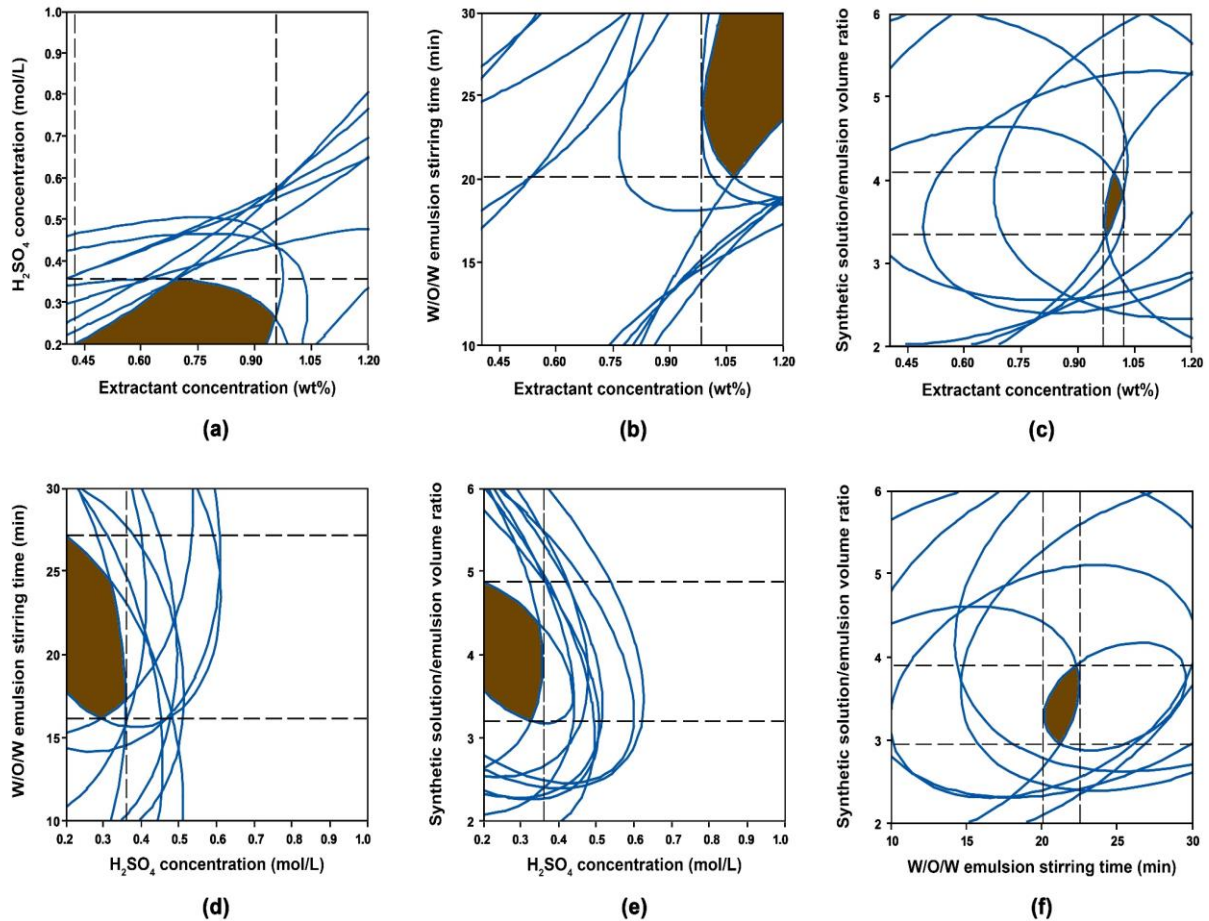 H2SO4 concentration (mol/L)
1.0
0.9
0.8
0.7
0.6
0.5
0.4
0.3
0.2
0.45 0.60 0.75 0.90 1.05 1.20
Extractant concentration (wt%)
(a)
W/O/W emulsion stirring time (min)
30
25
20
15
10
0.45 0.60 0.75 0.90 1.05 1.20
Extractant concentration (wt%)
(b)
Synthetic solution/emulsion volume ratio
6
5
4
3
2
0.45 0.60 0.75 0.90 1.05 1.20
Extractant concentration (wt%)
(c)
W/O/W emulsion stirring time (min)
30
25
20
15
10
0.2 0.3 0.4 0.5 0.6 0.7 0.8 0.9 1.0
H2SO4 concentration (mol/L)
(d)
Synthetic solution/emulsion volume ratio
6
5
4
3
2
0.2 0.3 0.4 0.5 0.6 0.7 0.8 0.9 1.0
H2SO4 concentration (mol/L)
(e)
Synthetic solution/emulsion volume ratio
6
5
4
3
2
10 15 20 25 30
W/O/W emulsion stirring time (min)
(f)